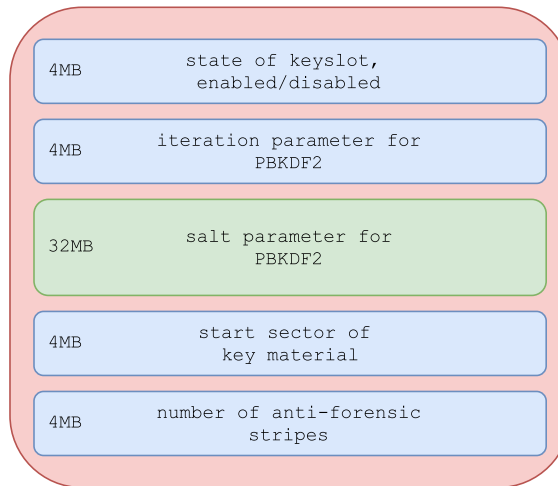 4MB
state of keyslot,
enabled/disabled
4MB
iteration parameter for
PBKDF2
32MB
salt parameter for
PBKDF2
4MB
start sector of
key material
4MB
number of anti-forensic
stripes